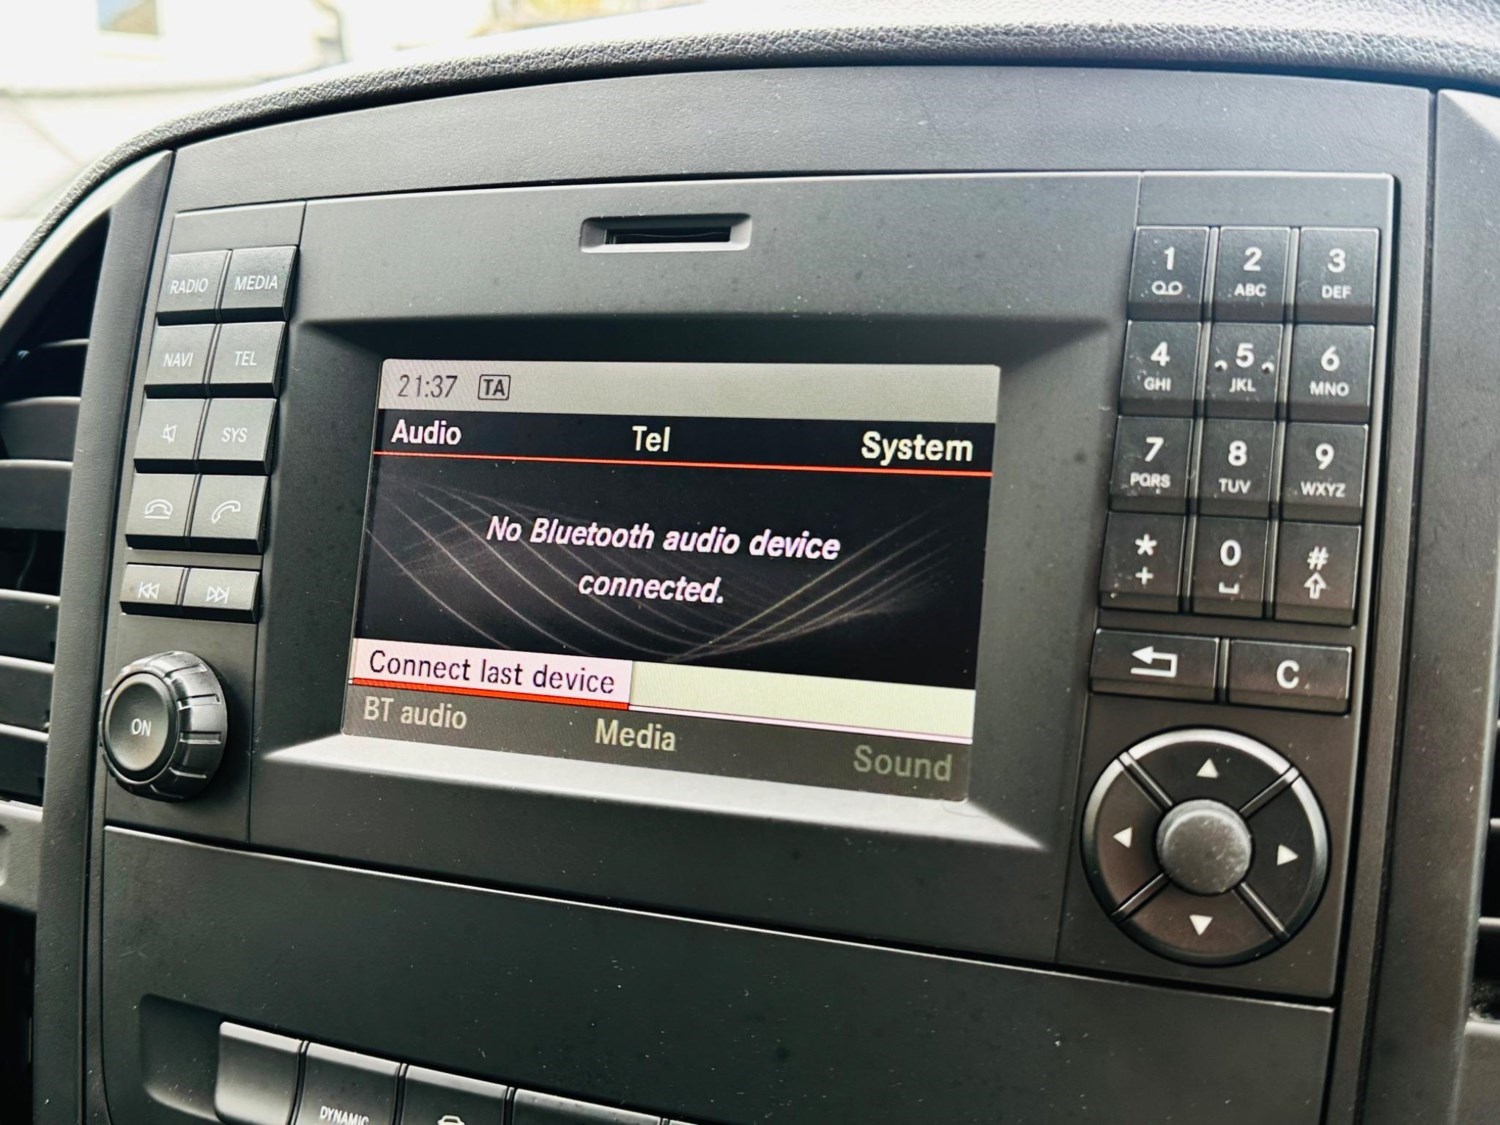 21:37 TA
Audio Tel System
No Bluetooth audio device
connected.
Connect last device
BT audio Media Sound
RADIO MEDIA
NAVI TEL
SYS
ON
1 2 3
ABC DEF
4 5 6
GHI JKL MNO
7 8 9
PQRS TUV WXYZ
* 0 #
+
C
DYNAMIC